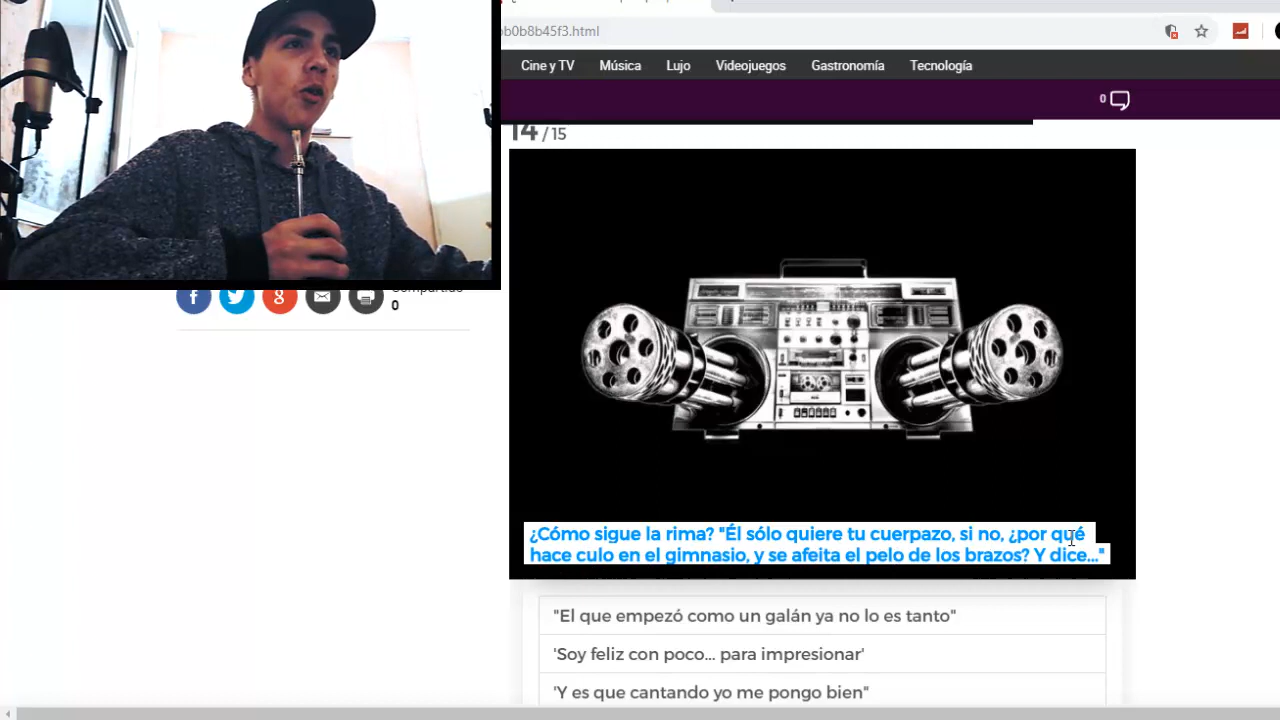 b0b8b45f3.html
Cine y TV Música Lujo Videojuegos Gastronomía Tecnología
0
14 / 15
Compartido
0
¿Cómo sigue la rima? "Él sólo quiere tu cuerpazo, si no, ¿por qué
hace culo en el gimnasio, y se afeita el pelo de los brazos? Y dice..."
"El que empezó como un galán ya no lo es tanto"
'Soy feliz con poco... para impresionar'
'Y es que cantando yo me pongo bien"